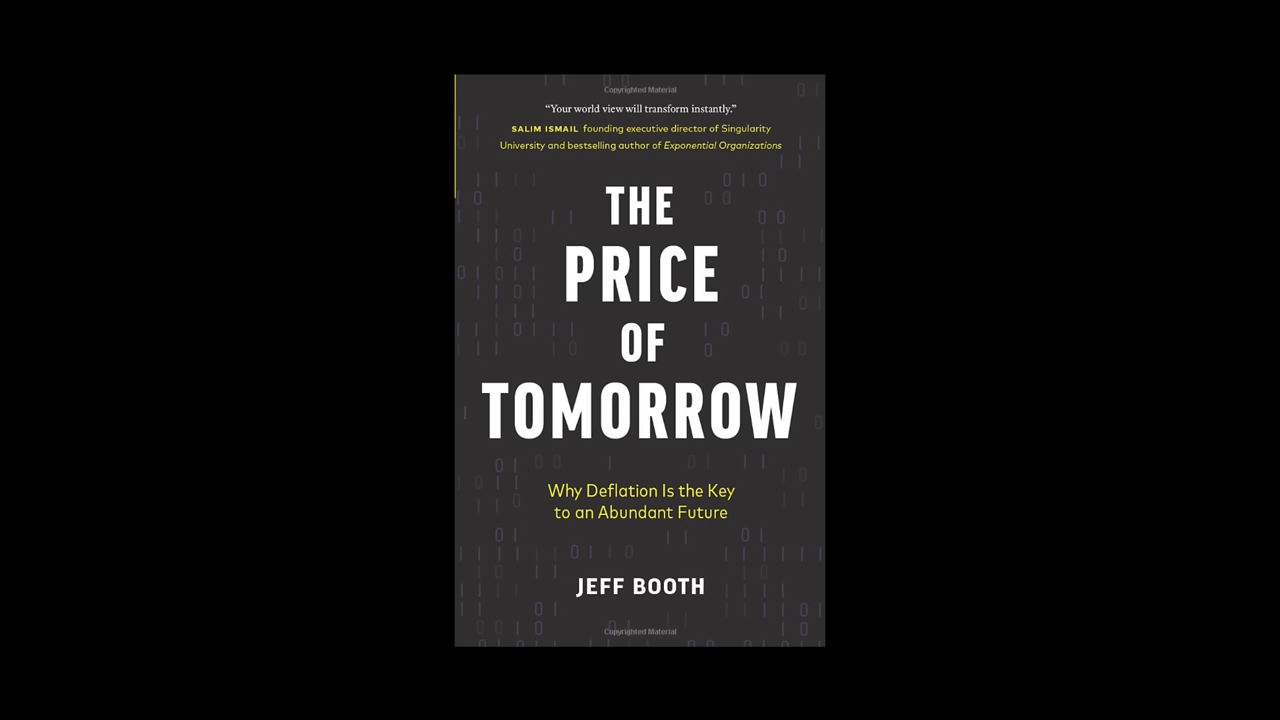 Copyrighted Material
“Your world view will transform instantly.”
SALIM ISMAIL founding executive director of Singularity
University and bestselling author of Exponential Organizations
THE
PRICE
OF
TOMORROW
Why Deflation Is the Key
to an Abundant Future
JEFF BOOTH
Copyrighted Material